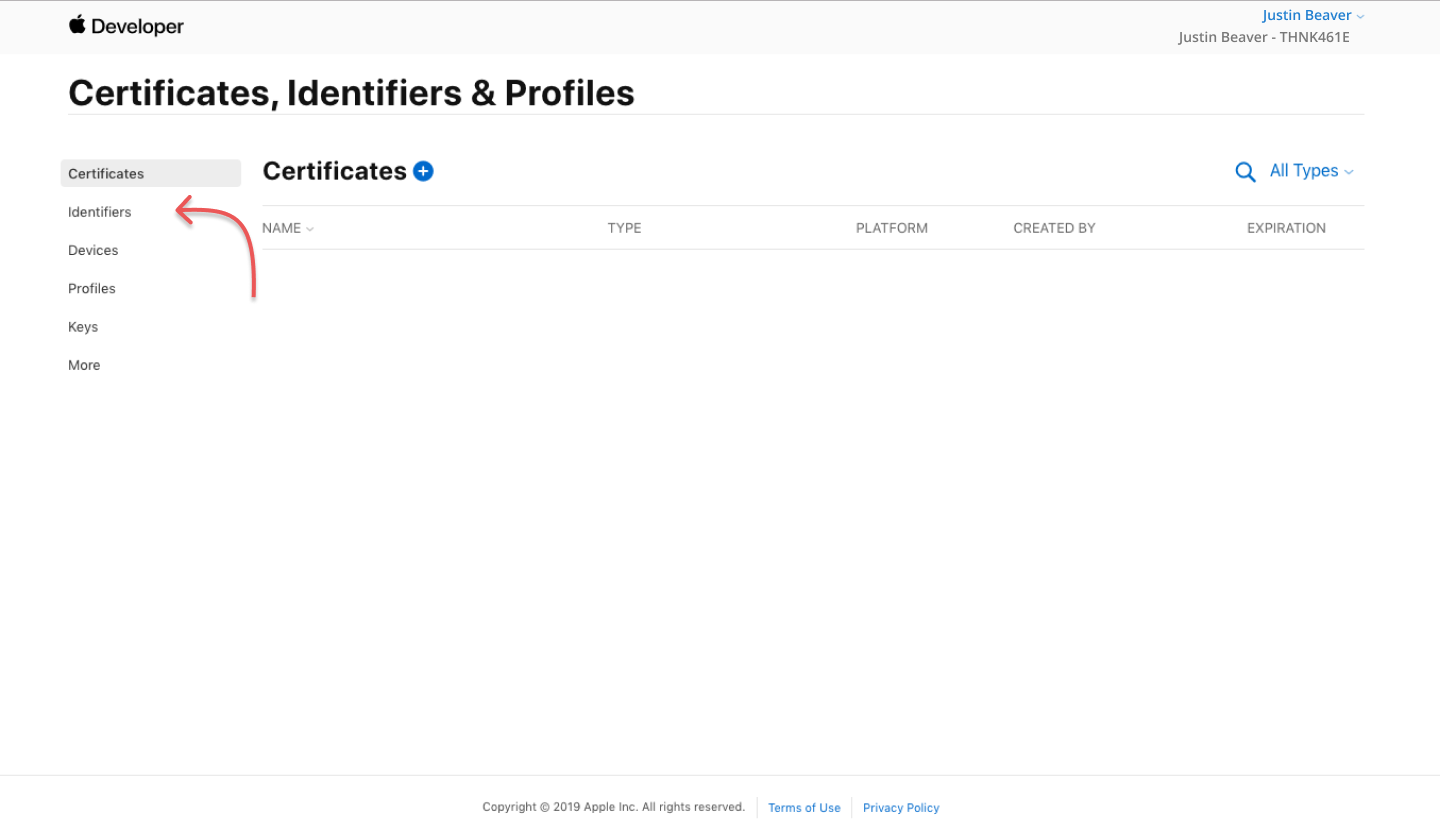 Developer
Justin Beaver
Justin Beaver - THNK461E
Certificates, Identifiers & Profiles
Certificates
Identifiers
Devices
Profiles
Keys
More
Certificates
All Types
NAME TYPE PLATFORM CREATED BY EXPIRATION
Copyright © 2019 Apple Inc. All rights reserved. Terms of Use Privacy Policy